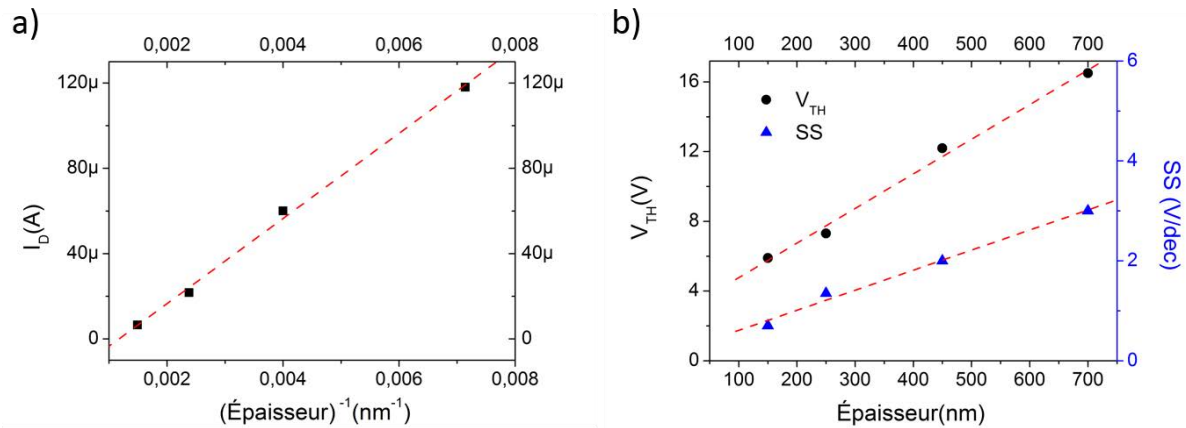 a)
0,002 0,004 0,006 0,008
120µ 120µ
80µ 80µ
40µ 40µ
0 0
I_D(A)
0,002 0,004 0,006 0,008
(Épaisseur)⁻¹(nm⁻¹)
b)
100 200 300 400 500 600 700
16 6
V_TH
SS
12
4
8
2
4
0 0
V_TH(V)
SS (V/dec)
100 200 300 400 500 600 700
Épaisseur(nm)